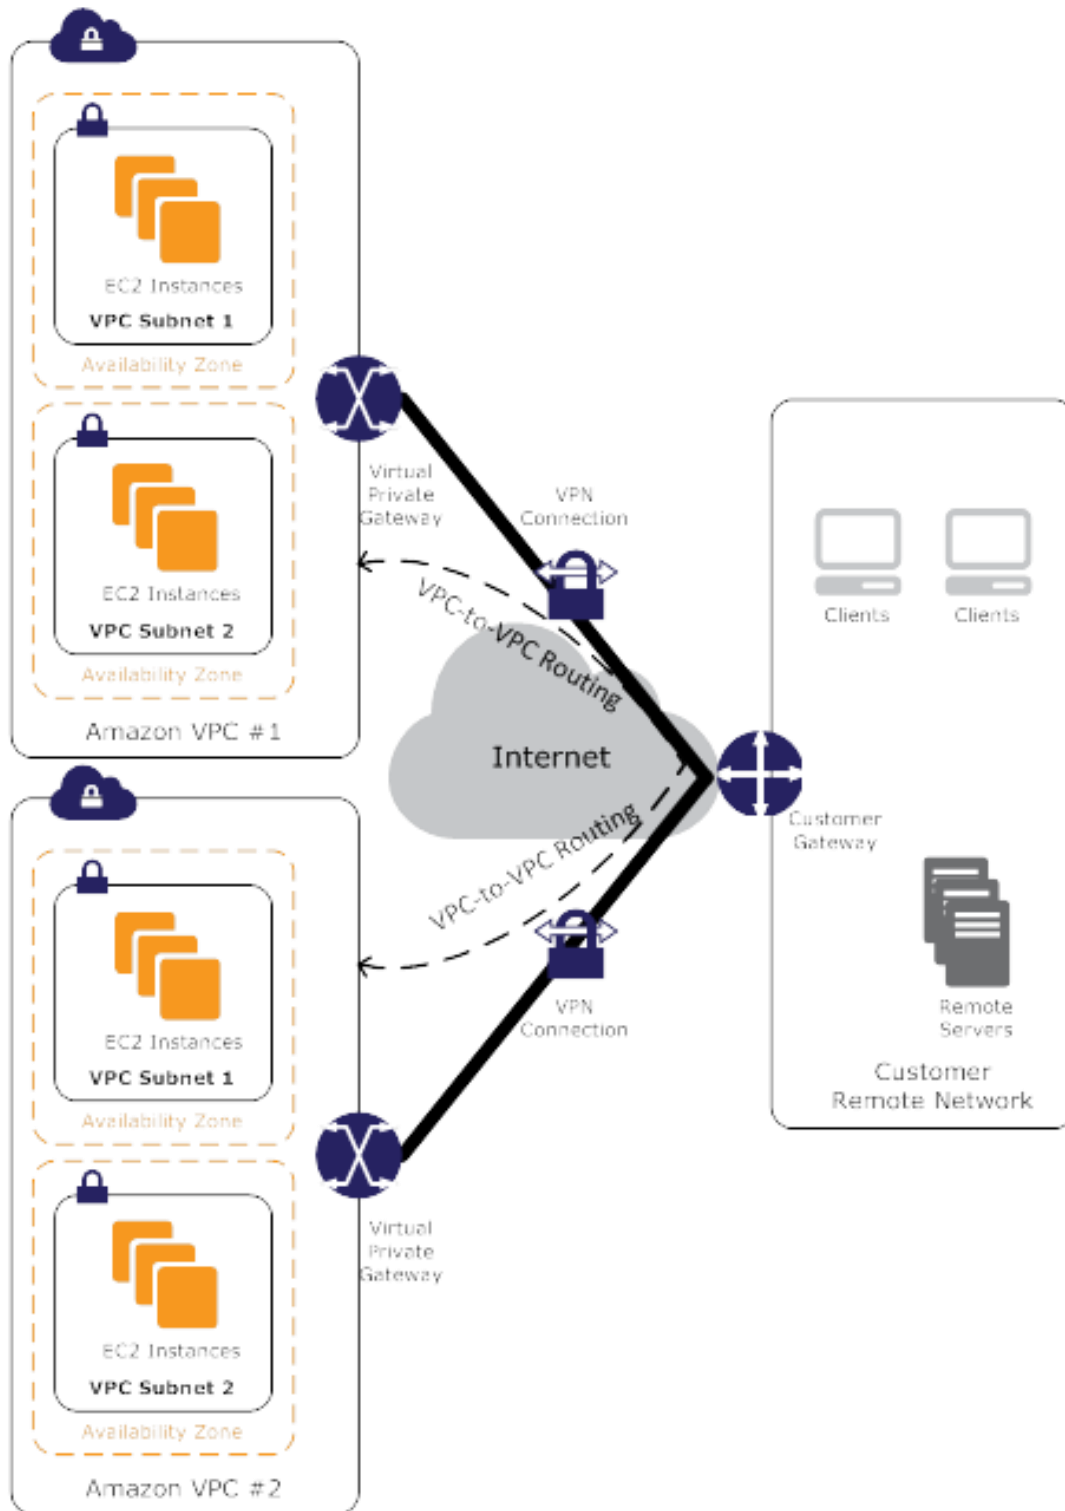 EC2 Instances
VPC Subnet 1
Availability Zone
EC2 Instances
VPC Subnet 2
Availability Zone
Amazon VPC #1
Virtual
Private
Gateway
VPN
Connection
VPC-to-VPC Routing
Internet
VPC-to-VPC Routing
VPN
Connection
Clients
Clients
Customer
Gateway
Remote
Servers
Customer
Remote Network
EC2 Instances
VPC Subnet 1
Availability Zone
Virtual
Private
Gateway
EC2 Instances
VPC Subnet 2
Availability Zone
Amazon VPC #2